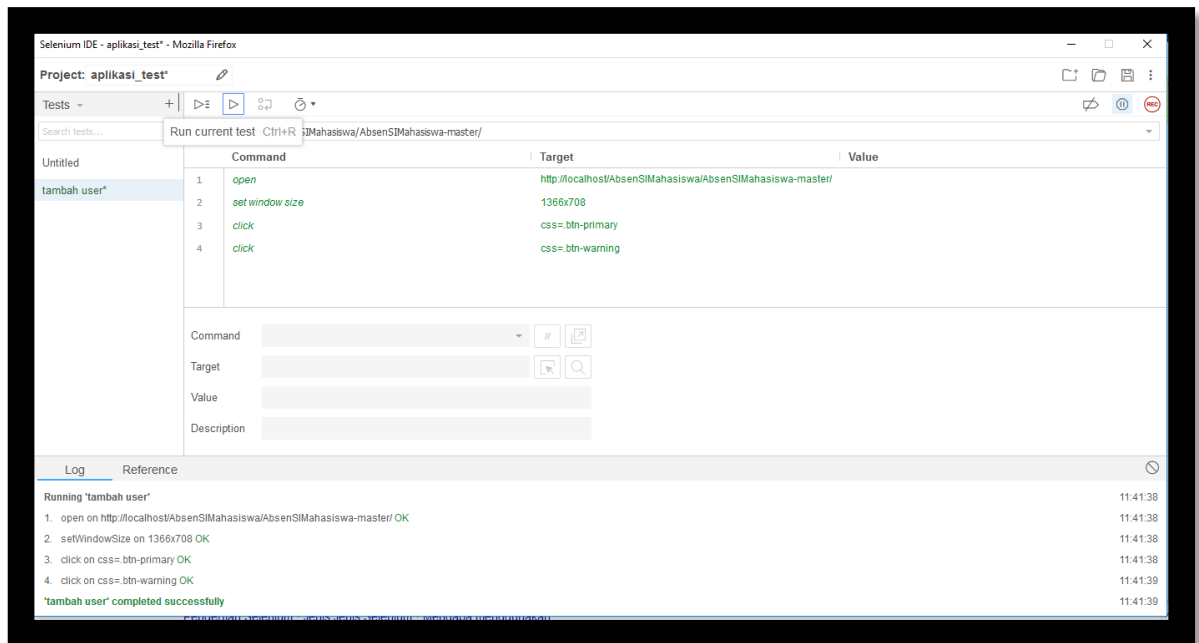 Selenium IDE - aplikasi_test* - Mozilla Firefox
Project: aplikasi_test*
Tests
REC
Search tests...
Run current test Ctrl+R
SIMahasiswa/AbsenSIMahasiswa-master/
Command Target Value
Untitled
tambah user*
1 open http://localhost/AbsenSIMahasiswa/AbsenSIMahasiswa-master/
2 set window size 1366x708
3 click css=.btn-primary
4 click css=.btn-warning
Command
//
Target
Value
Description
Log Reference
Running 'tambah user' 11:41:38
1. open on http://localhost/AbsenSIMahasiswa/AbsenSIMahasiswa-master/ OK 11:41:38
2. setWindowSize on 1366x708 OK 11:41:38
3. click on css=.btn-primary OK 11:41:38
4. click on css=.btn-warning OK 11:41:39
'tambah user' completed successfully 11:41:39